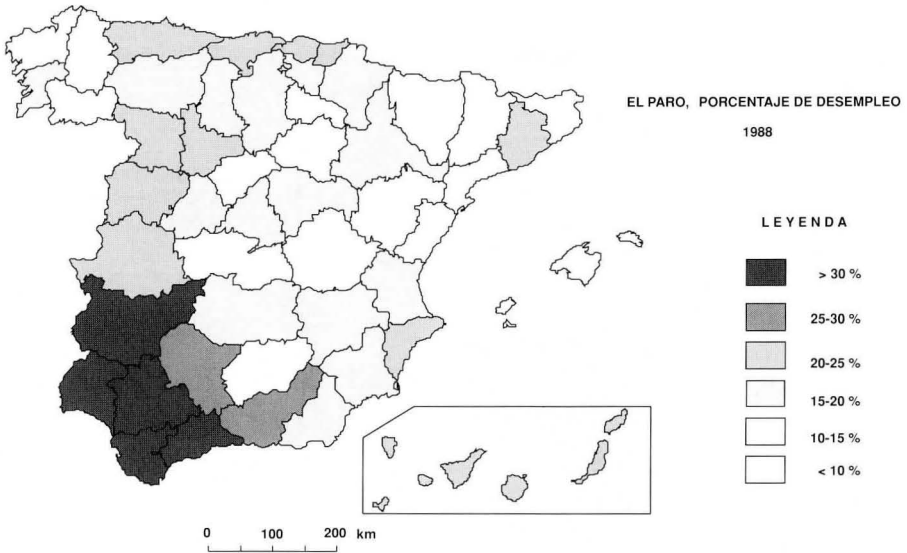 EL PARO, PORCENTAJE DE DESEMPLEO
1988
LEYENDA
> 30 %
25-30 %
20-25 %
15-20 %
10-15 %
< 10 %
0 100 200 km